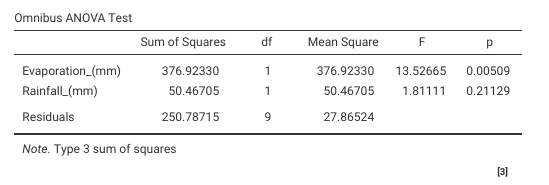 Omnibus ANOVA Test
Sum of Squares df Mean Square F p
Evaporation_(mm) 376.92330 1 376.92330 13.52665 0.00509
Rainfall_(mm) 50.46705 1 50.46705 1.81111 0.21129
Residuals 250.78715 9 27.86524
Note. Type 3 sum of squares
[3]